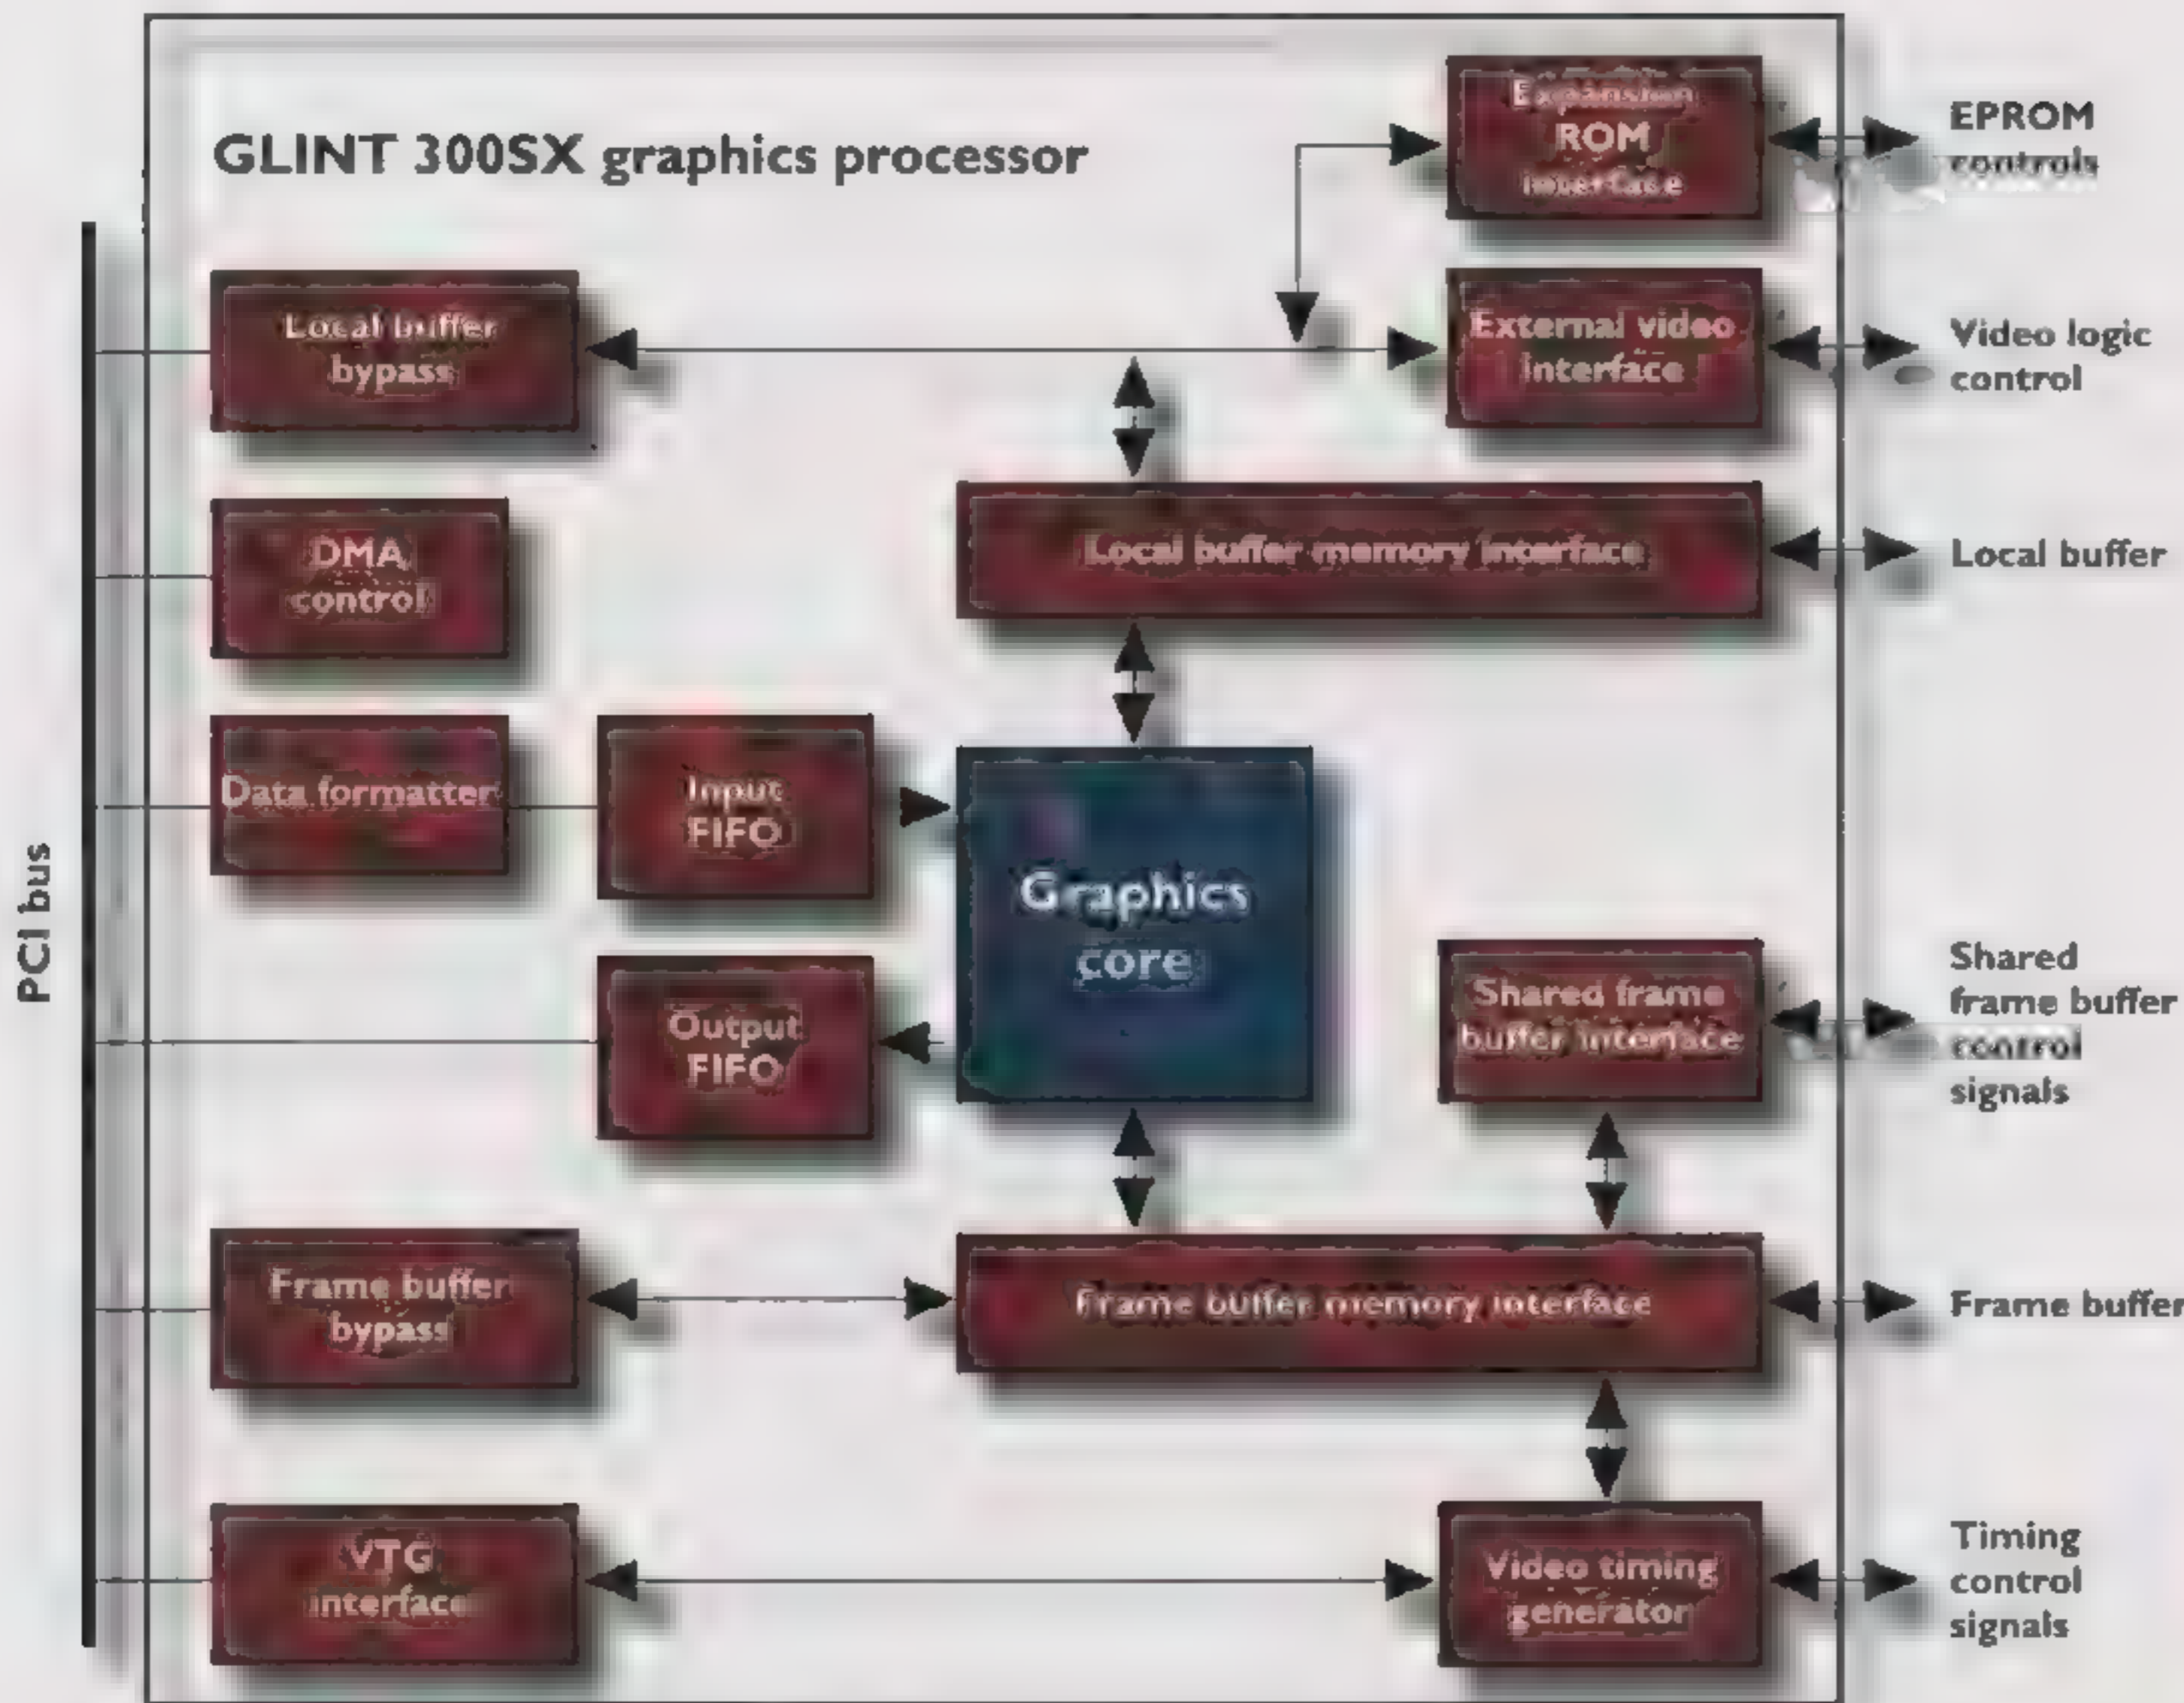 GLINT 300SX graphics processor
Expansion
ROM
interface
EPROM
controls
Local buffer
bypass
External video
interface
Video logic
control
DMA
control
Local buffer memory interface
Local buffer
Data formatter
Input
FIFO
Graphics
core
PCI bus
Output
FIFO
Shared frame
buffer interface
Shared
frame buffer
control
signals
Frame buffer
bypass
Frame buffer memory interface
Frame buffer
VTG
interface
Video timing
generator
Timing
control
signals